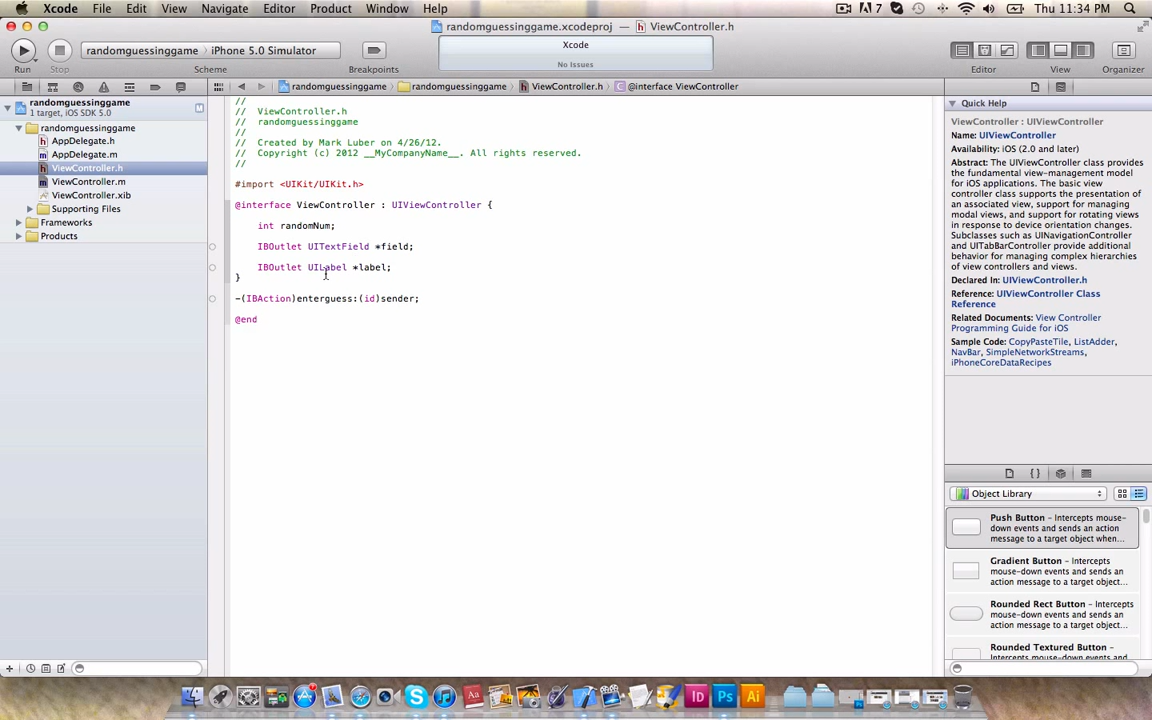 Xcode File Edit View Navigate Editor Product Window Help 7 Thu 11:34 PM
randomguessinggame.xcodeproj — ViewController.h
Run Stop randomguessinggame iPhone 5.0 Simulator Scheme Breakpoints Xcode No Issues Editor View Organizer
randomguessinggame randomguessinggame ViewController.h @interface ViewController
randomguessinggame M
1 target, iOS SDK 5.0
randomguessinggame
AppDelegate.h
AppDelegate.m
ViewController.h
ViewController.m
ViewController.xib
Supporting Files
Frameworks
Products
//
// ViewController.h
// randomguessinggame
//
// Created by Mark Luber on 4/26/12.
// Copyright (c) 2012 __MyCompanyName__. All rights reserved.
//
#import <UIKit/UIKit.h>
@interface ViewController : UIViewController {
int randomNum;
IBOutlet UITextField *field;
IBOutlet UILabel *label;
}
-(IBAction)enterguess:(id)sender;
@end
Quick Help
ViewController : UIViewController
Name: UIViewController
Availability: iOS (2.0 and later)
Abstract: The UIViewController class provides
the fundamental view-management model
for iOS applications. The basic view
controller class supports the presentation of
an associated view, support for managing
modal views, and support for rotating views
in response to device orientation changes.
Subclasses such as UINavigationController
and UITabBarController provide additional
behavior for managing complex hierarchies
of view controllers and views.
Declared In: UIViewController.h
Reference: UIViewController Class
Reference
Related Documents: View Controller
Programming Guide for iOS
Sample Code: CopyPasteTile, ListAdder,
NavBar, SimpleNetworkStreams,
iPhoneCoreDataRecipes
Object Library
Push Button – Intercepts mouse-
down events and sends an action
message to a target object when...
Gradient Button – Intercepts
mouse-down events and sends an
action message to a target object...
Rounded Rect Button – Intercepts
mouse-down events and sends an
action message to a target object...
Rounded Textured Button –
Intercepts mouse-down events and
Aa Id Ps Ai